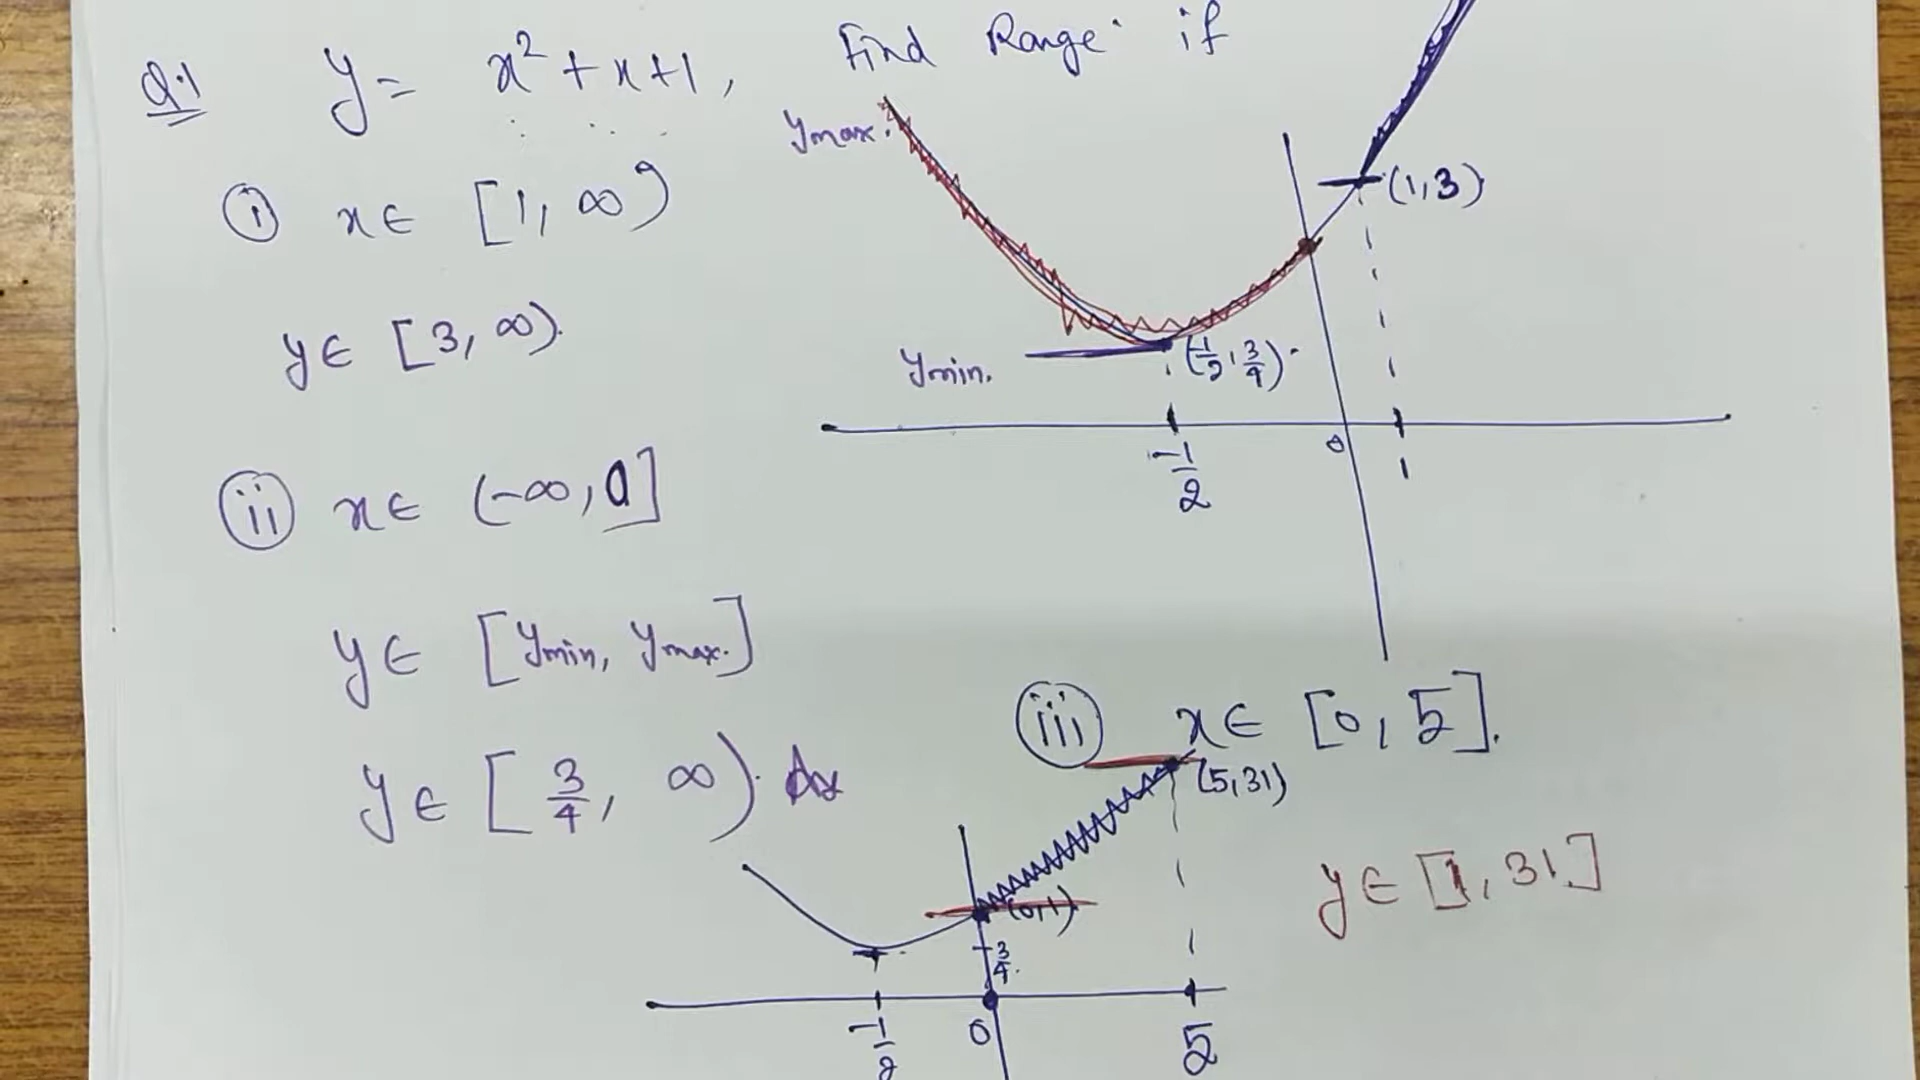 Q.1 y = x² + x + 1, Find Range if
(i) x ∈ [1, ∞)
y ∈ [3, ∞).
(ii) x ∈ (-∞, 0]
y ∈ [ymin, ymax.]
y ∈ [3/4, ∞). Ax
ymax.
(1, 3)
ymin.
(-1/2, 3/4)
-1/2
0
1
(iii) x ∈ [0, 5].
(5, 31)
y ∈ [1, 31]
(0, 1)
3/4
-1/2
0
5